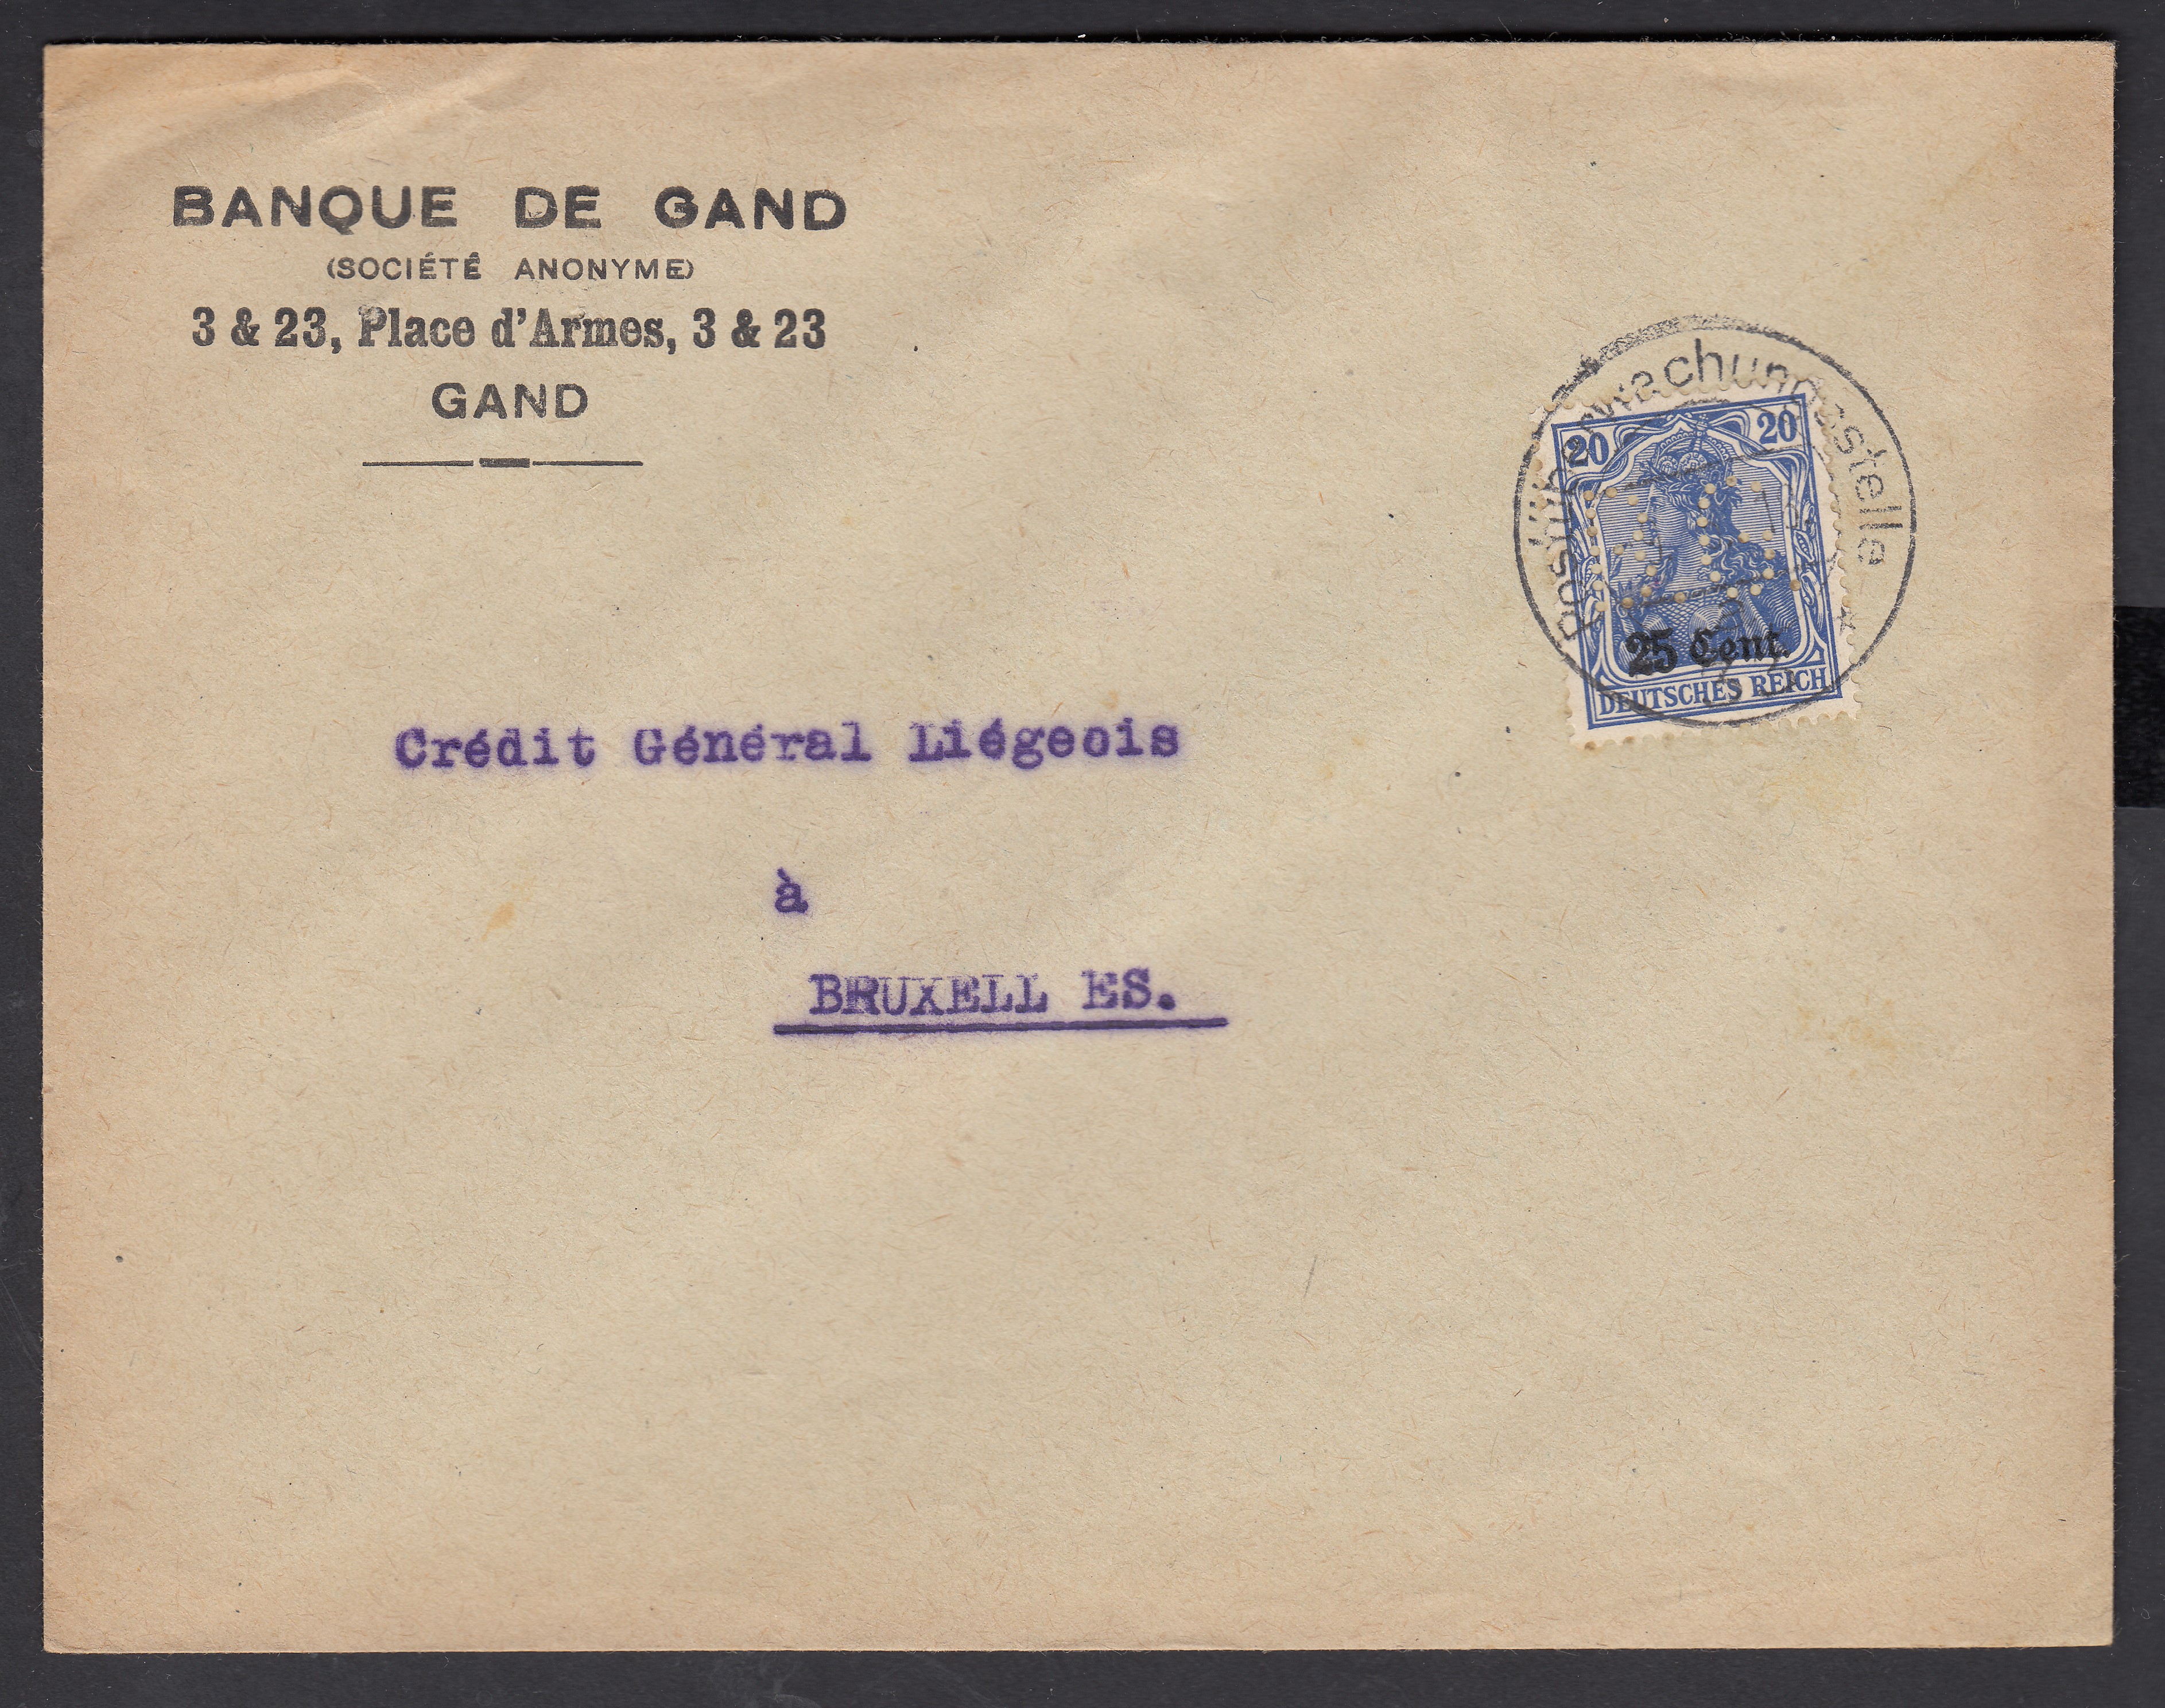 BANQUE DE GAND
(SOCIÉTÉ ANONYME)
3 & 23, Place d'Armes, 3 & 23
GAND
20 20
25 Cent.
DEUTSCHES REICH
Crédit Général Liégeois
à
BRUXELL ES.